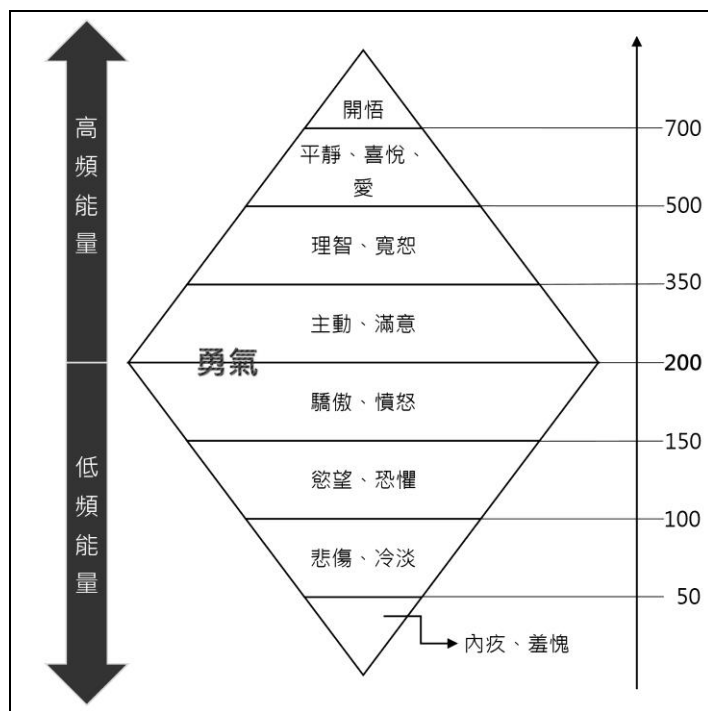 高頻能量
低頻能量
開悟
700
平靜、喜悅、
愛
500
理智、寬恕
350
主動、滿意
勇氣
200
驕傲、憤怒
150
慾望、恐懼
100
悲傷、冷淡
50
內疚、羞愧